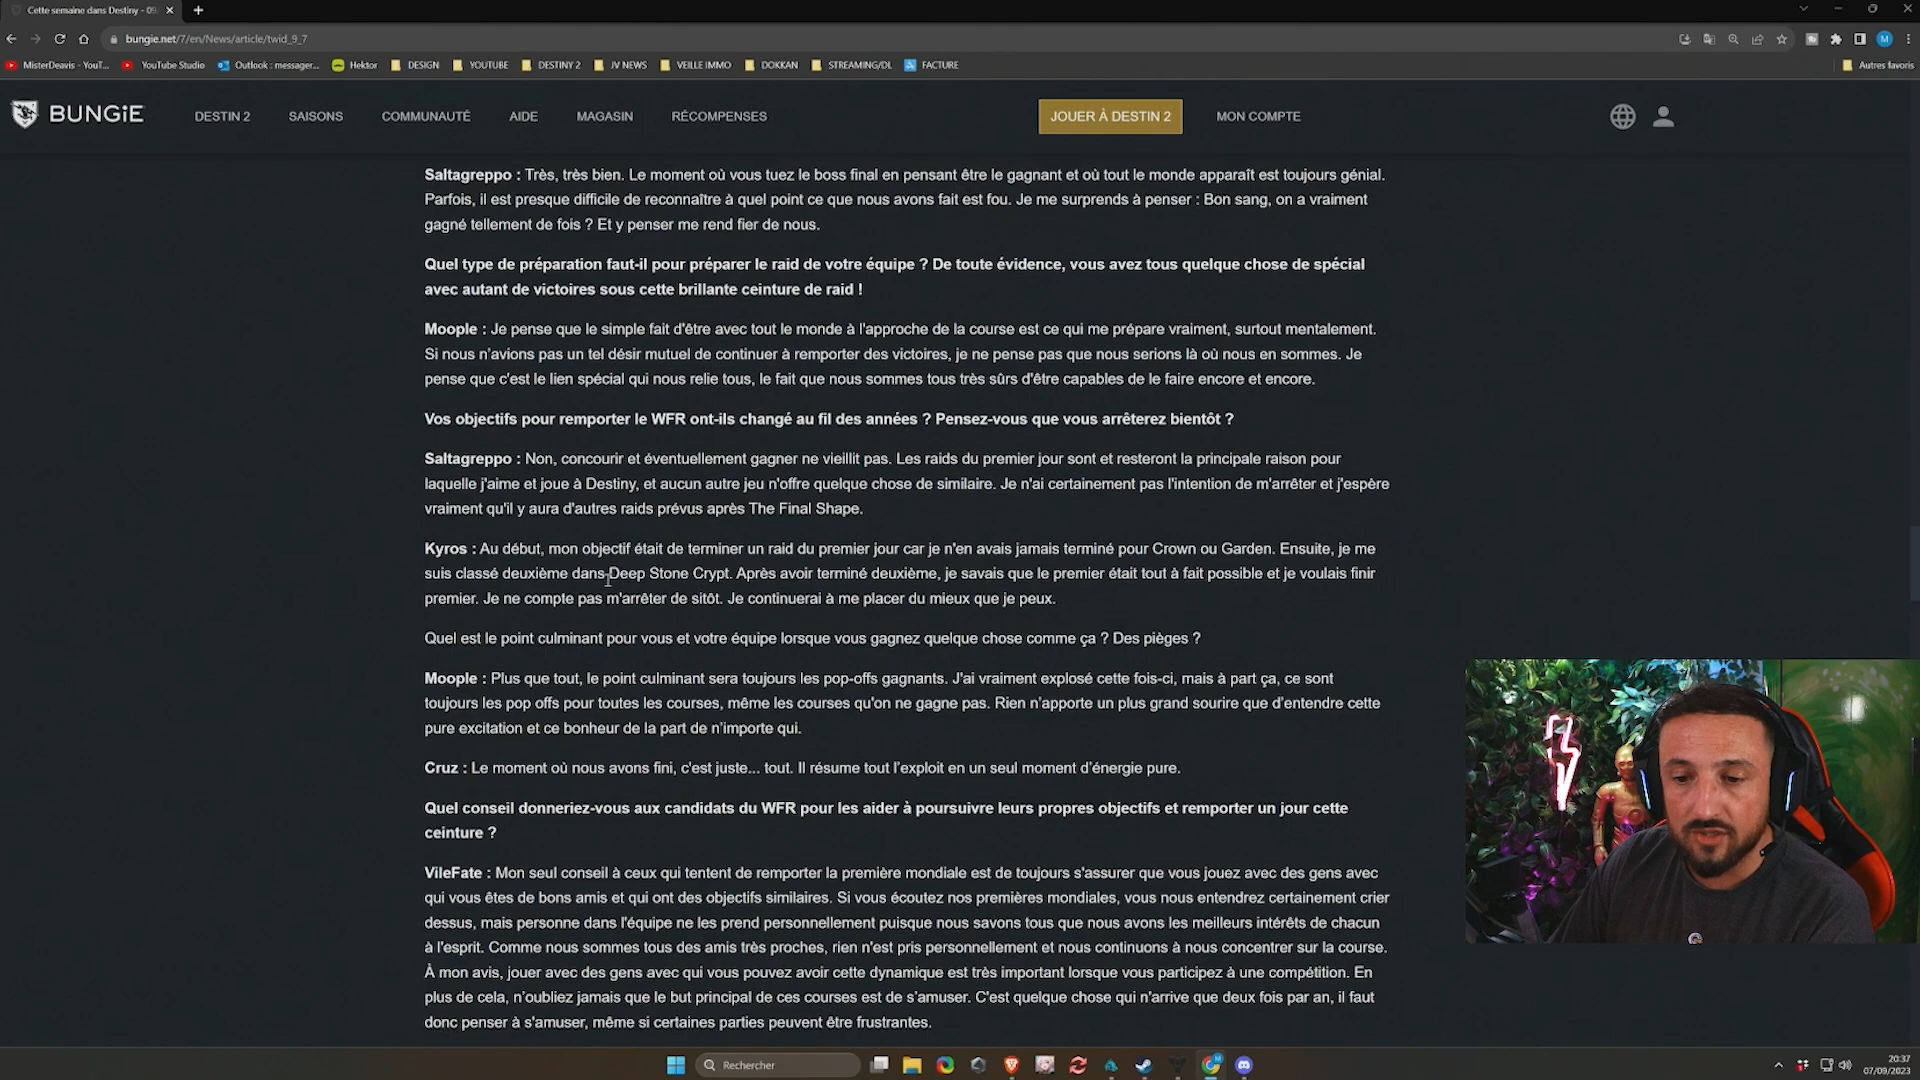 Cette semaine dans Destiny - 09
bungie.net/7/en/News/article/twid_9_7
MisterDeavis - YouT...
YouTube Studio
Outlook : messager...
Hektor
DESIGN
YOUTUBE
DESTINY 2
JV NEWS
VEILLE IMMO
DOKKAN
STREAMING/DL
FACTURE
Autres favoris
BUNGiE
DESTIN 2
SAISONS
COMMUNAUTÉ
AIDE
MAGASIN
RÉCOMPENSES
JOUER À DESTIN 2
MON COMPTE
Saltagreppo : Très, très bien. Le moment où vous tuez le boss final en pensant être le gagnant et où tout le monde apparaît est toujours génial.
Parfois, il est presque difficile de reconnaître à quel point ce que nous avons fait est fou. Je me surprends à penser : Bon sang, on a vraiment
gagné tellement de fois ? Et y penser me rend fier de nous.
Quel type de préparation faut-il pour préparer le raid de votre équipe ? De toute évidence, vous avez tous quelque chose de spécial
avec autant de victoires sous cette brillante ceinture de raid !
Moople : Je pense que le simple fait d'être avec tout le monde à l'approche de la course est ce qui me prépare vraiment, surtout mentalement.
Si nous n'avions pas un tel désir mutuel de continuer à remporter des victoires, je ne pense pas que nous serions là où nous en sommes. Je
pense que c'est le lien spécial qui nous relie tous, le fait que nous sommes tous très sûrs d'être capables de le faire encore et encore.
Vos objectifs pour remporter le WFR ont-ils changé au fil des années ? Pensez-vous que vous arrêterez bientôt ?
Saltagreppo : Non, concourir et éventuellement gagner ne vieillit pas. Les raids du premier jour sont et resteront la principale raison pour
laquelle j'aime et joue à Destiny, et aucun autre jeu n'offre quelque chose de similaire. Je n'ai certainement pas l'intention de m'arrêter et j'espère
vraiment qu'il y aura d'autres raids prévus après The Final Shape.
Kyros : Au début, mon objectif était de terminer un raid du premier jour car je n'en avais jamais terminé pour Crown ou Garden. Ensuite, je me
suis classé deuxième dans Deep Stone Crypt. Après avoir terminé deuxième, je savais que le premier était tout à fait possible et je voulais finir
premier. Je ne compte pas m'arrêter de sitôt. Je continuerai à me placer du mieux que je peux.
Quel est le point culminant pour vous et votre équipe lorsque vous gagnez quelque chose comme ça ? Des pièges ?
Moople : Plus que tout, le point culminant sera toujours les pop-offs gagnants. J'ai vraiment explosé cette fois-ci, mais à part ça, ce sont
toujours les pop offs pour toutes les courses, même les courses qu'on ne gagne pas. Rien n'apporte un plus grand sourire que d'entendre cette
pure excitation et ce bonheur de la part de n'importe qui.
Cruz : Le moment où nous avons fini, c'est juste... tout. Il résume tout l'exploit en un seul moment d'énergie pure.
Quel conseil donneriez-vous aux candidats du WFR pour les aider à poursuivre leurs propres objectifs et remporter un jour cette
ceinture ?
VileFate : Mon seul conseil à ceux qui tentent de remporter la première mondiale est de toujours s'assurer que vous jouez avec des gens avec
qui vous êtes de bons amis et qui ont des objectifs similaires. Si vous écoutez nos premières mondiales, vous nous entendrez certainement crier
dessus, mais personne dans l'équipe ne les prend personnellement puisque nous savons tous que nous avons les meilleurs intérêts de chacun
à l'esprit. Comme nous sommes tous des amis très proches, rien n'est pris personnellement et nous continuons à nous concentrer sur la course.
À mon avis, jouer avec des gens avec qui vous pouvez avoir cette dynamique est très important lorsque vous participez à une compétition. En
plus de cela, n'oubliez jamais que le but principal de ces courses est de s'amuser. C'est quelque chose qui n'arrive que deux fois par an, il faut
donc penser à s'amuser, même si certaines parties peuvent être frustrantes.
Rechercher
20:37
07/09/2023